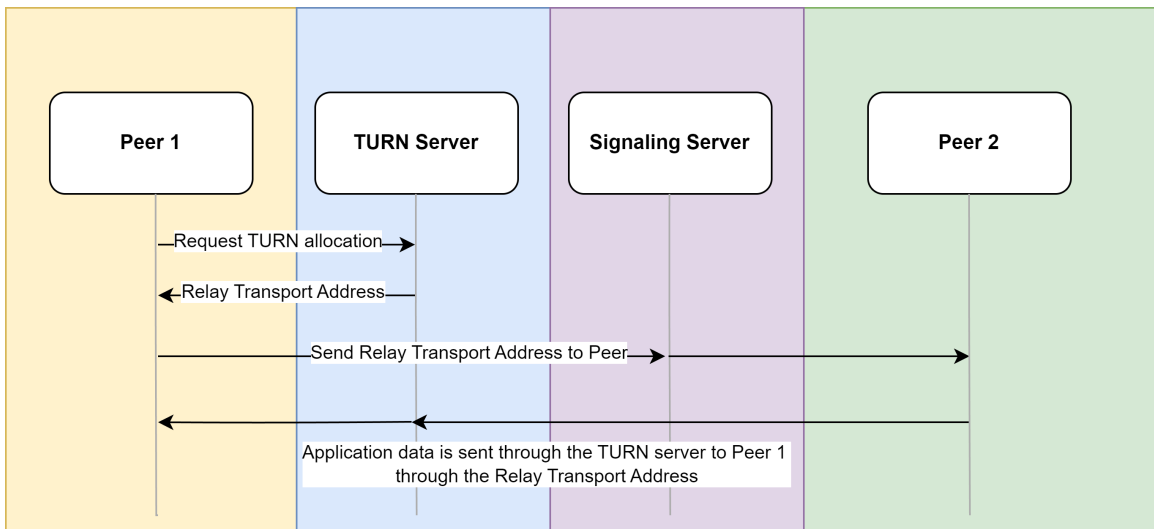 Peer 1
TURN Server
Signaling Server
Peer 2
Request TURN allocation
Relay Transport Address
Send Relay Transport Address to Peer
Application data is sent through the TURN server to Peer 1
through the Relay Transport Address